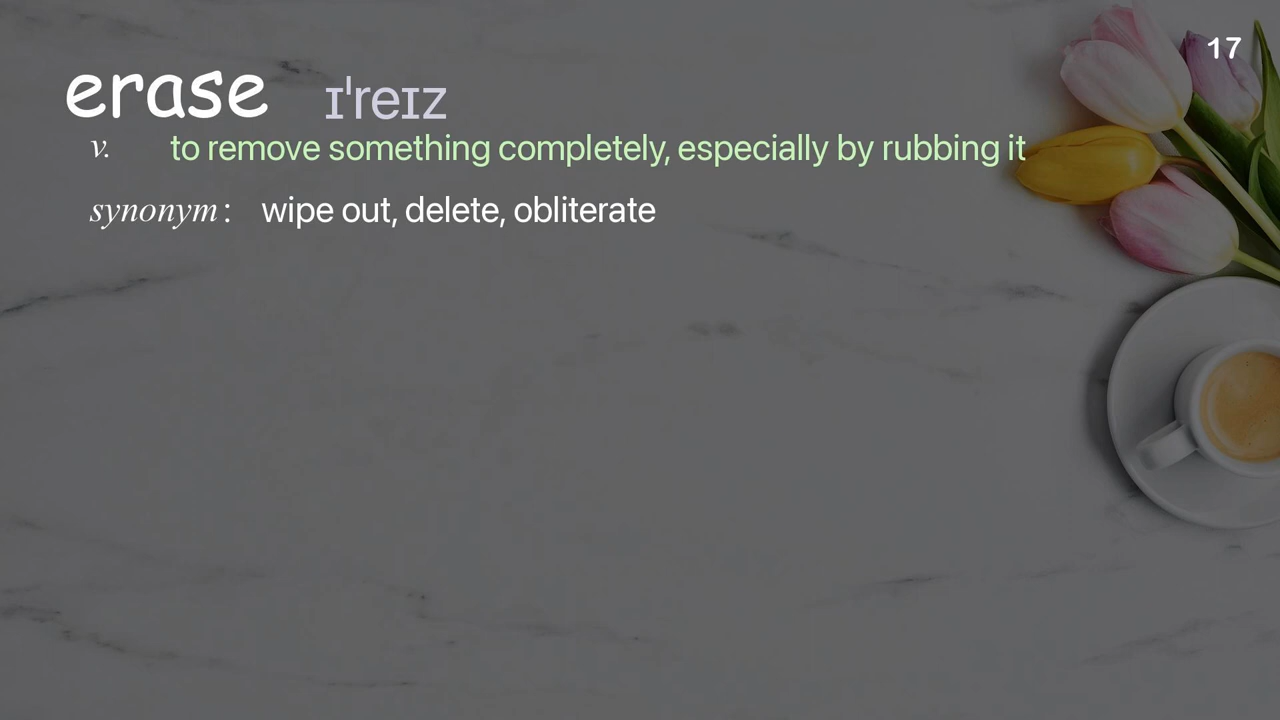 17
erase ɪˈreɪz
v. to remove something completely, especially by rubbing it
synonym: wipe out, delete, obliterate